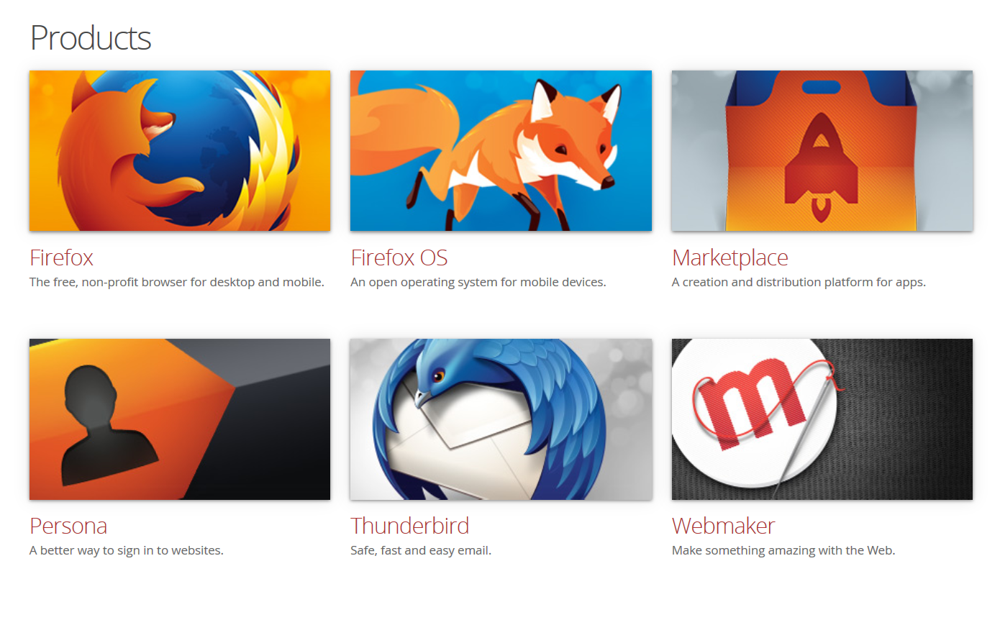 Products
Firefox
The free, non-profit browser for desktop and mobile.
Firefox OS
An open operating system for mobile devices.
Marketplace
A creation and distribution platform for apps.
Persona
A better way to sign in to websites.
Thunderbird
Safe, fast and easy email.
m
Webmaker
Make something amazing with the Web.